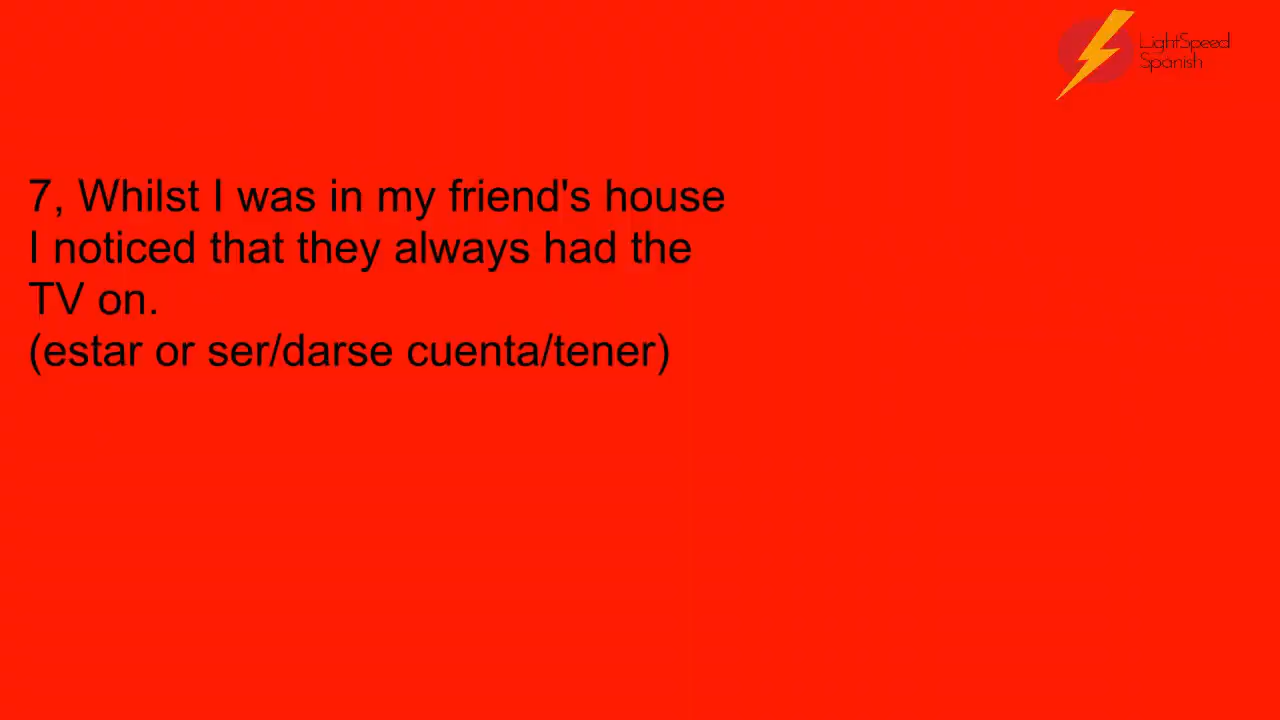 LightSpeed
Spanish
7, Whilst I was in my friend's house
I noticed that they always had the
TV on.
(estar or ser/darse cuenta/tener)